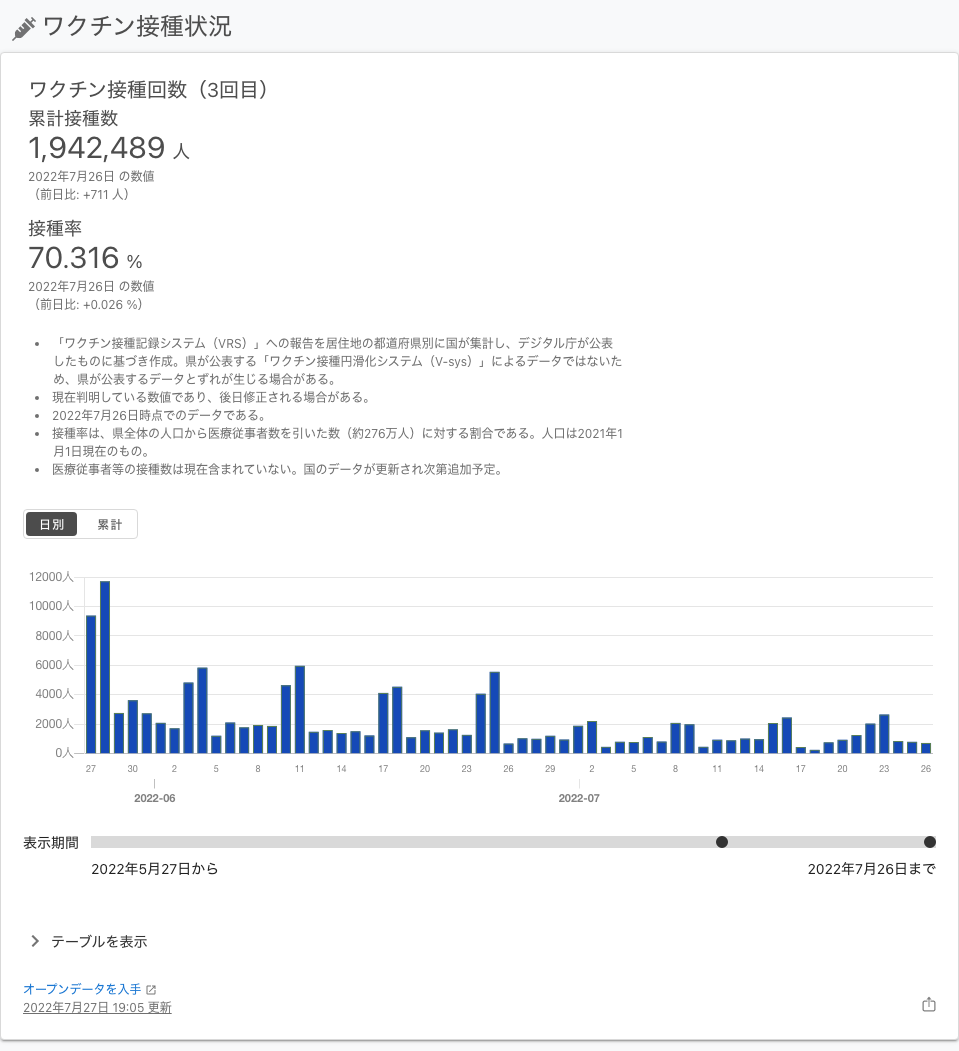 ワクチン接種状況
ワクチン接種回数（3回目）
累計接種数
1,942,489 人
2022年7月26日 の数値
（前日比: +711 人）
接種率
70.316 %
2022年7月26日 の数値
（前日比: +0.026 %）
• 「ワクチン接種記録システム（VRS）」への報告を居住地の都道府県別に国が集計し、デジタル庁が公表
したものに基づき作成。県が公表する「ワクチン接種円滑化システム（V-sys）」によるデータではないた
め、県が公表するデータとずれが生じる場合がある。
• 現在判明している数値であり、後日修正される場合がある。
• 2022年7月26日時点でのデータである。
• 接種率は、県全体の人口から医療従事者数を引いた数（約276万人）に対する割合である。人口は2021年1
月1日現在のもの。
• 医療従事者等の接種数は現在含まれていない。国のデータが更新され次第追加予定。
日別 累計
12000人
10000人
8000人
6000人
4000人
2000人
0人
27 30 2 5 8 11 14 17 20 23 26 29 2 5 8 11 14 17 20 23 26
2022-06 2022-07
表示期間
2022年5月27日から 2022年7月26日まで
テーブルを表示
オープンデータを入手
2022年7月27日 19:05 更新